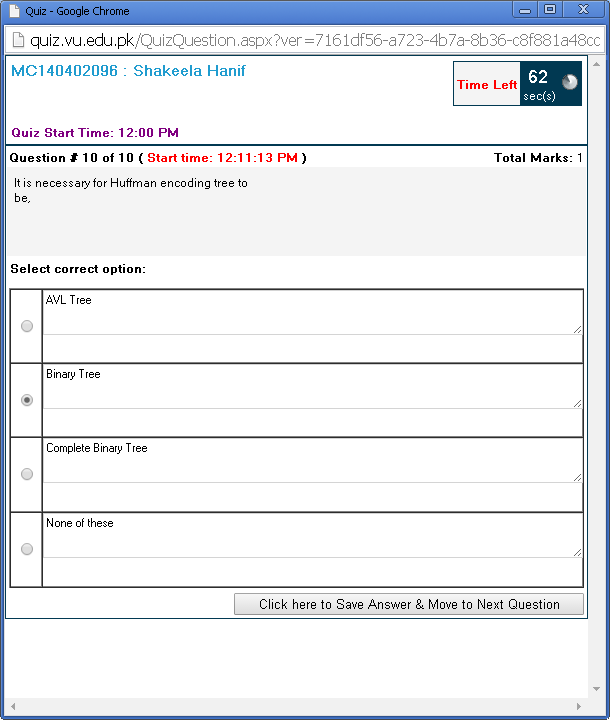 Quiz - Google Chrome
quiz.vu.edu.pk/QuizQuestion.aspx?ver=7161df56-a723-4b7a-8b36-c8f881a48cc
MC140402096 : Shakeela Hanif
Time Left 62
sec(s)
Quiz Start Time: 12:00 PM
Question # 10 of 10 ( Start time: 12:11:13 PM ) Total Marks: 1
It is necessary for Huffman encoding tree to
be,
Select correct option:
AVL Tree
Binary Tree
Complete Binary Tree
None of these
Click here to Save Answer & Move to Next Question